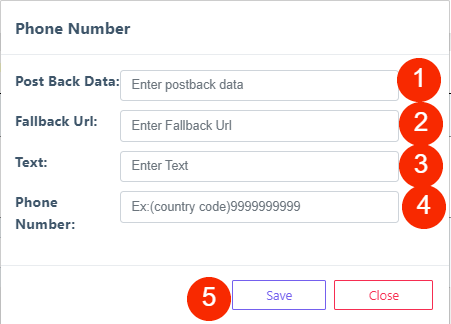 Phone Number
Post Back Data: Enter postback data 1
Fallback Url: Enter Fallback Url 2
Text: Enter Text 3
Phone Number: Ex:(country code)9999999999 4
5 Save Close